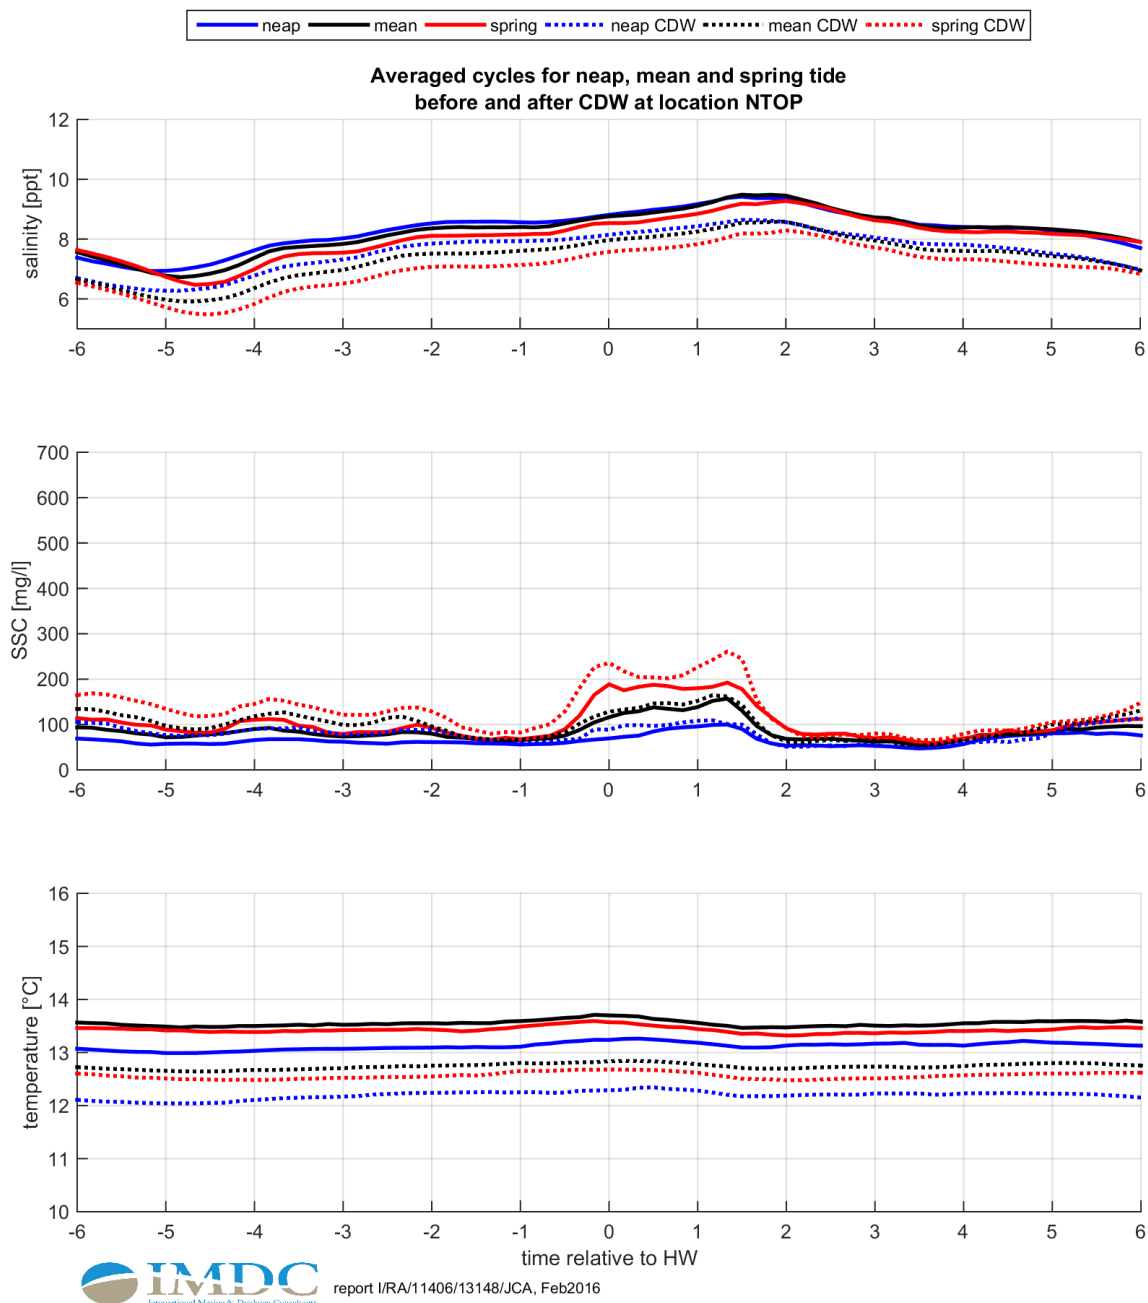 neap mean spring neap CDW mean CDW spring CDW
Averaged cycles for neap, mean and spring tide
before and after CDW at location NTOP
salinity [ppt]
12
10
8
6
-6 -5 -4 -3 -2 -1 0 1 2 3 4 5 6
SSC [mg/l]
700
600
500
400
300
200
100
0
-6 -5 -4 -3 -2 -1 0 1 2 3 4 5 6
temperature [°C]
16
15
14
13
12
11
10
-6 -5 -4 -3 -2 -1 0 1 2 3 4 5 6
time relative to HW
IMDC
International Marine & Dredging Consultants
report I/RA/11406/13148/JCA, Feb2016